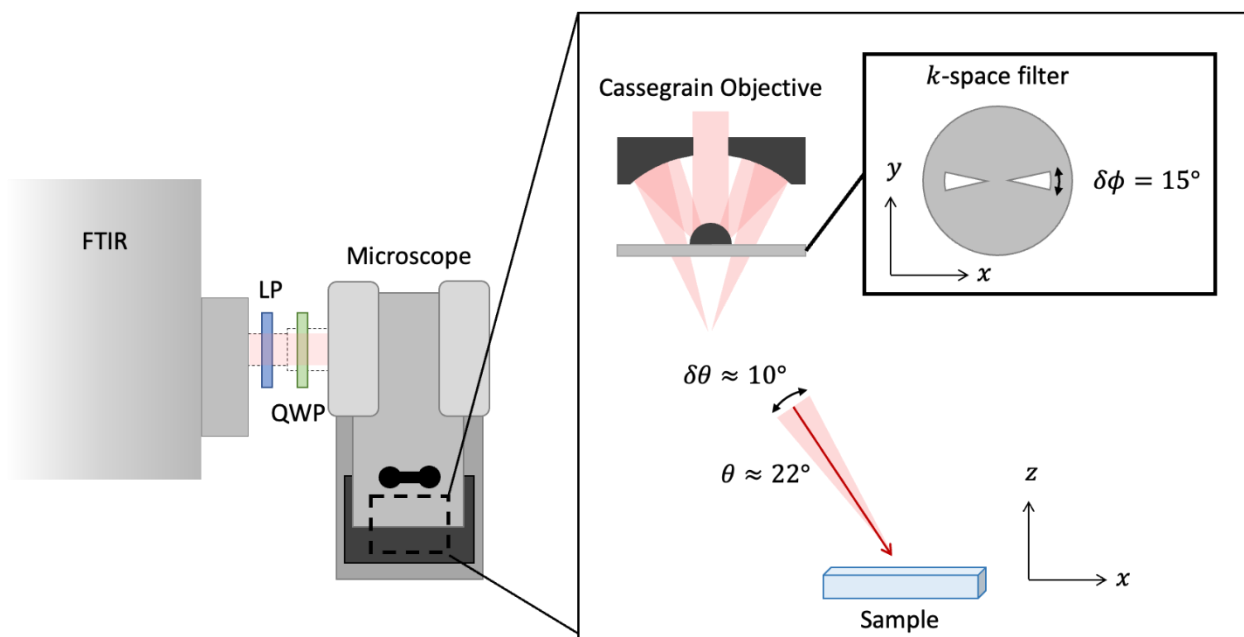 FTIR
LP
QWP
Microscope
Cassegrain Objective
k-space filter
y
x
δϕ = 15°
δθ ≈ 10°
θ ≈ 22°
z
x
Sample